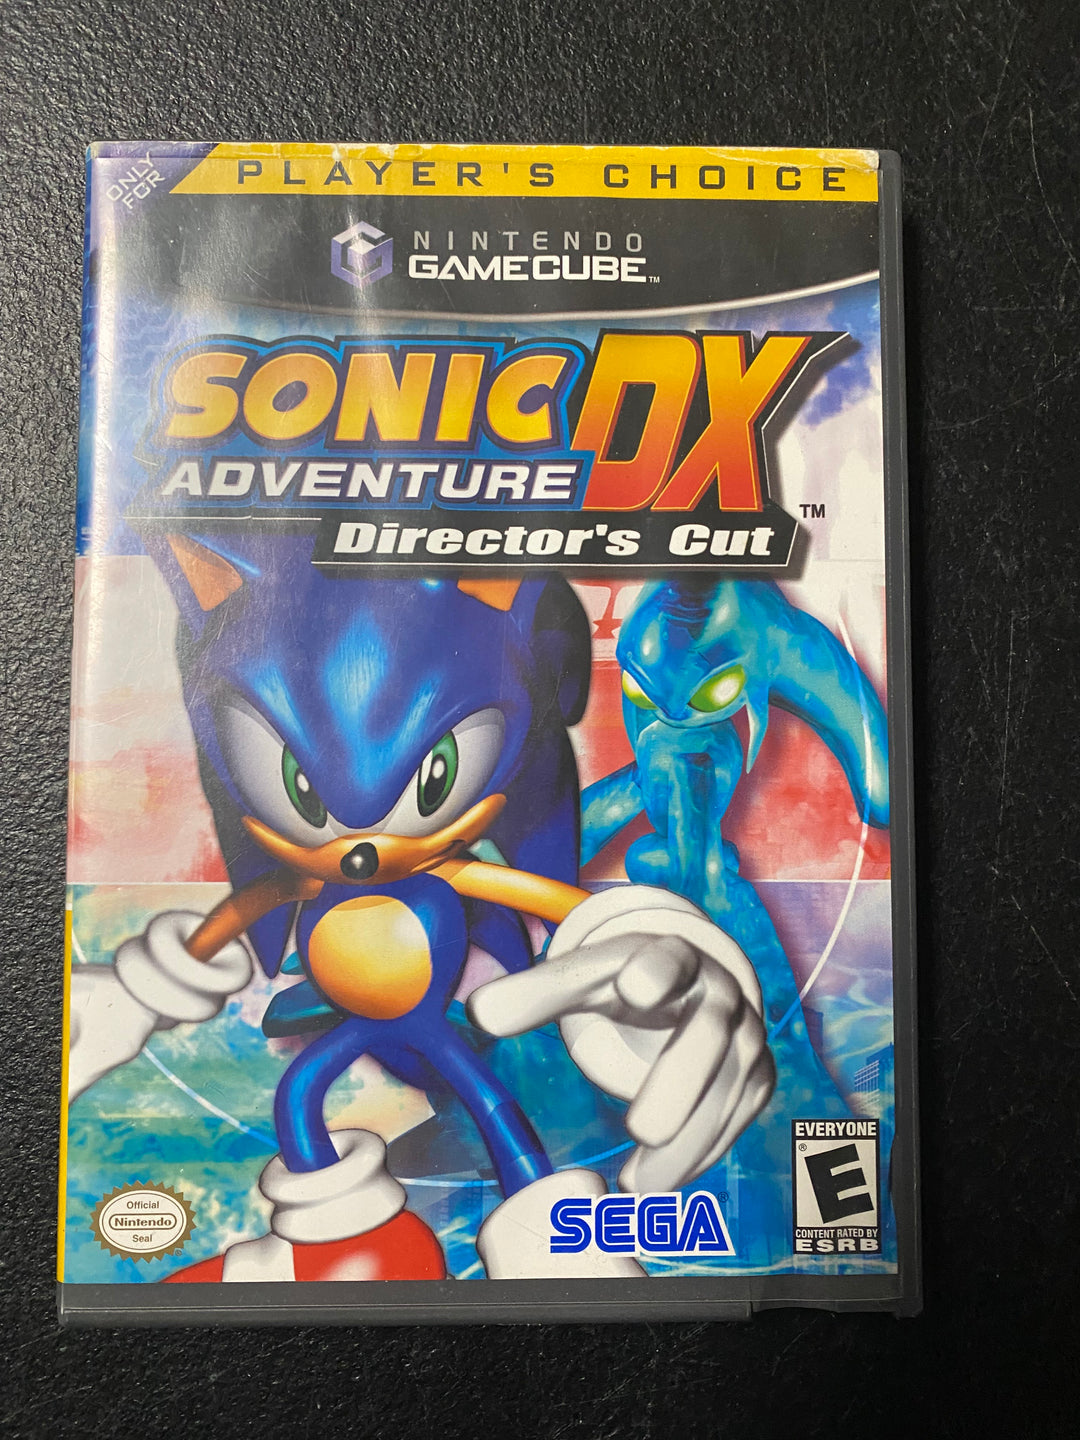 ONLY
FOR
PLAYER'S CHOICE
NINTENDO
GAMECUBE™
SONIC DX
ADVENTURE
Director's Cut
™
EVERYONE
®
E
CONTENT RATED BY
ESRB
Official
Nintendo
Seal
SEGA®